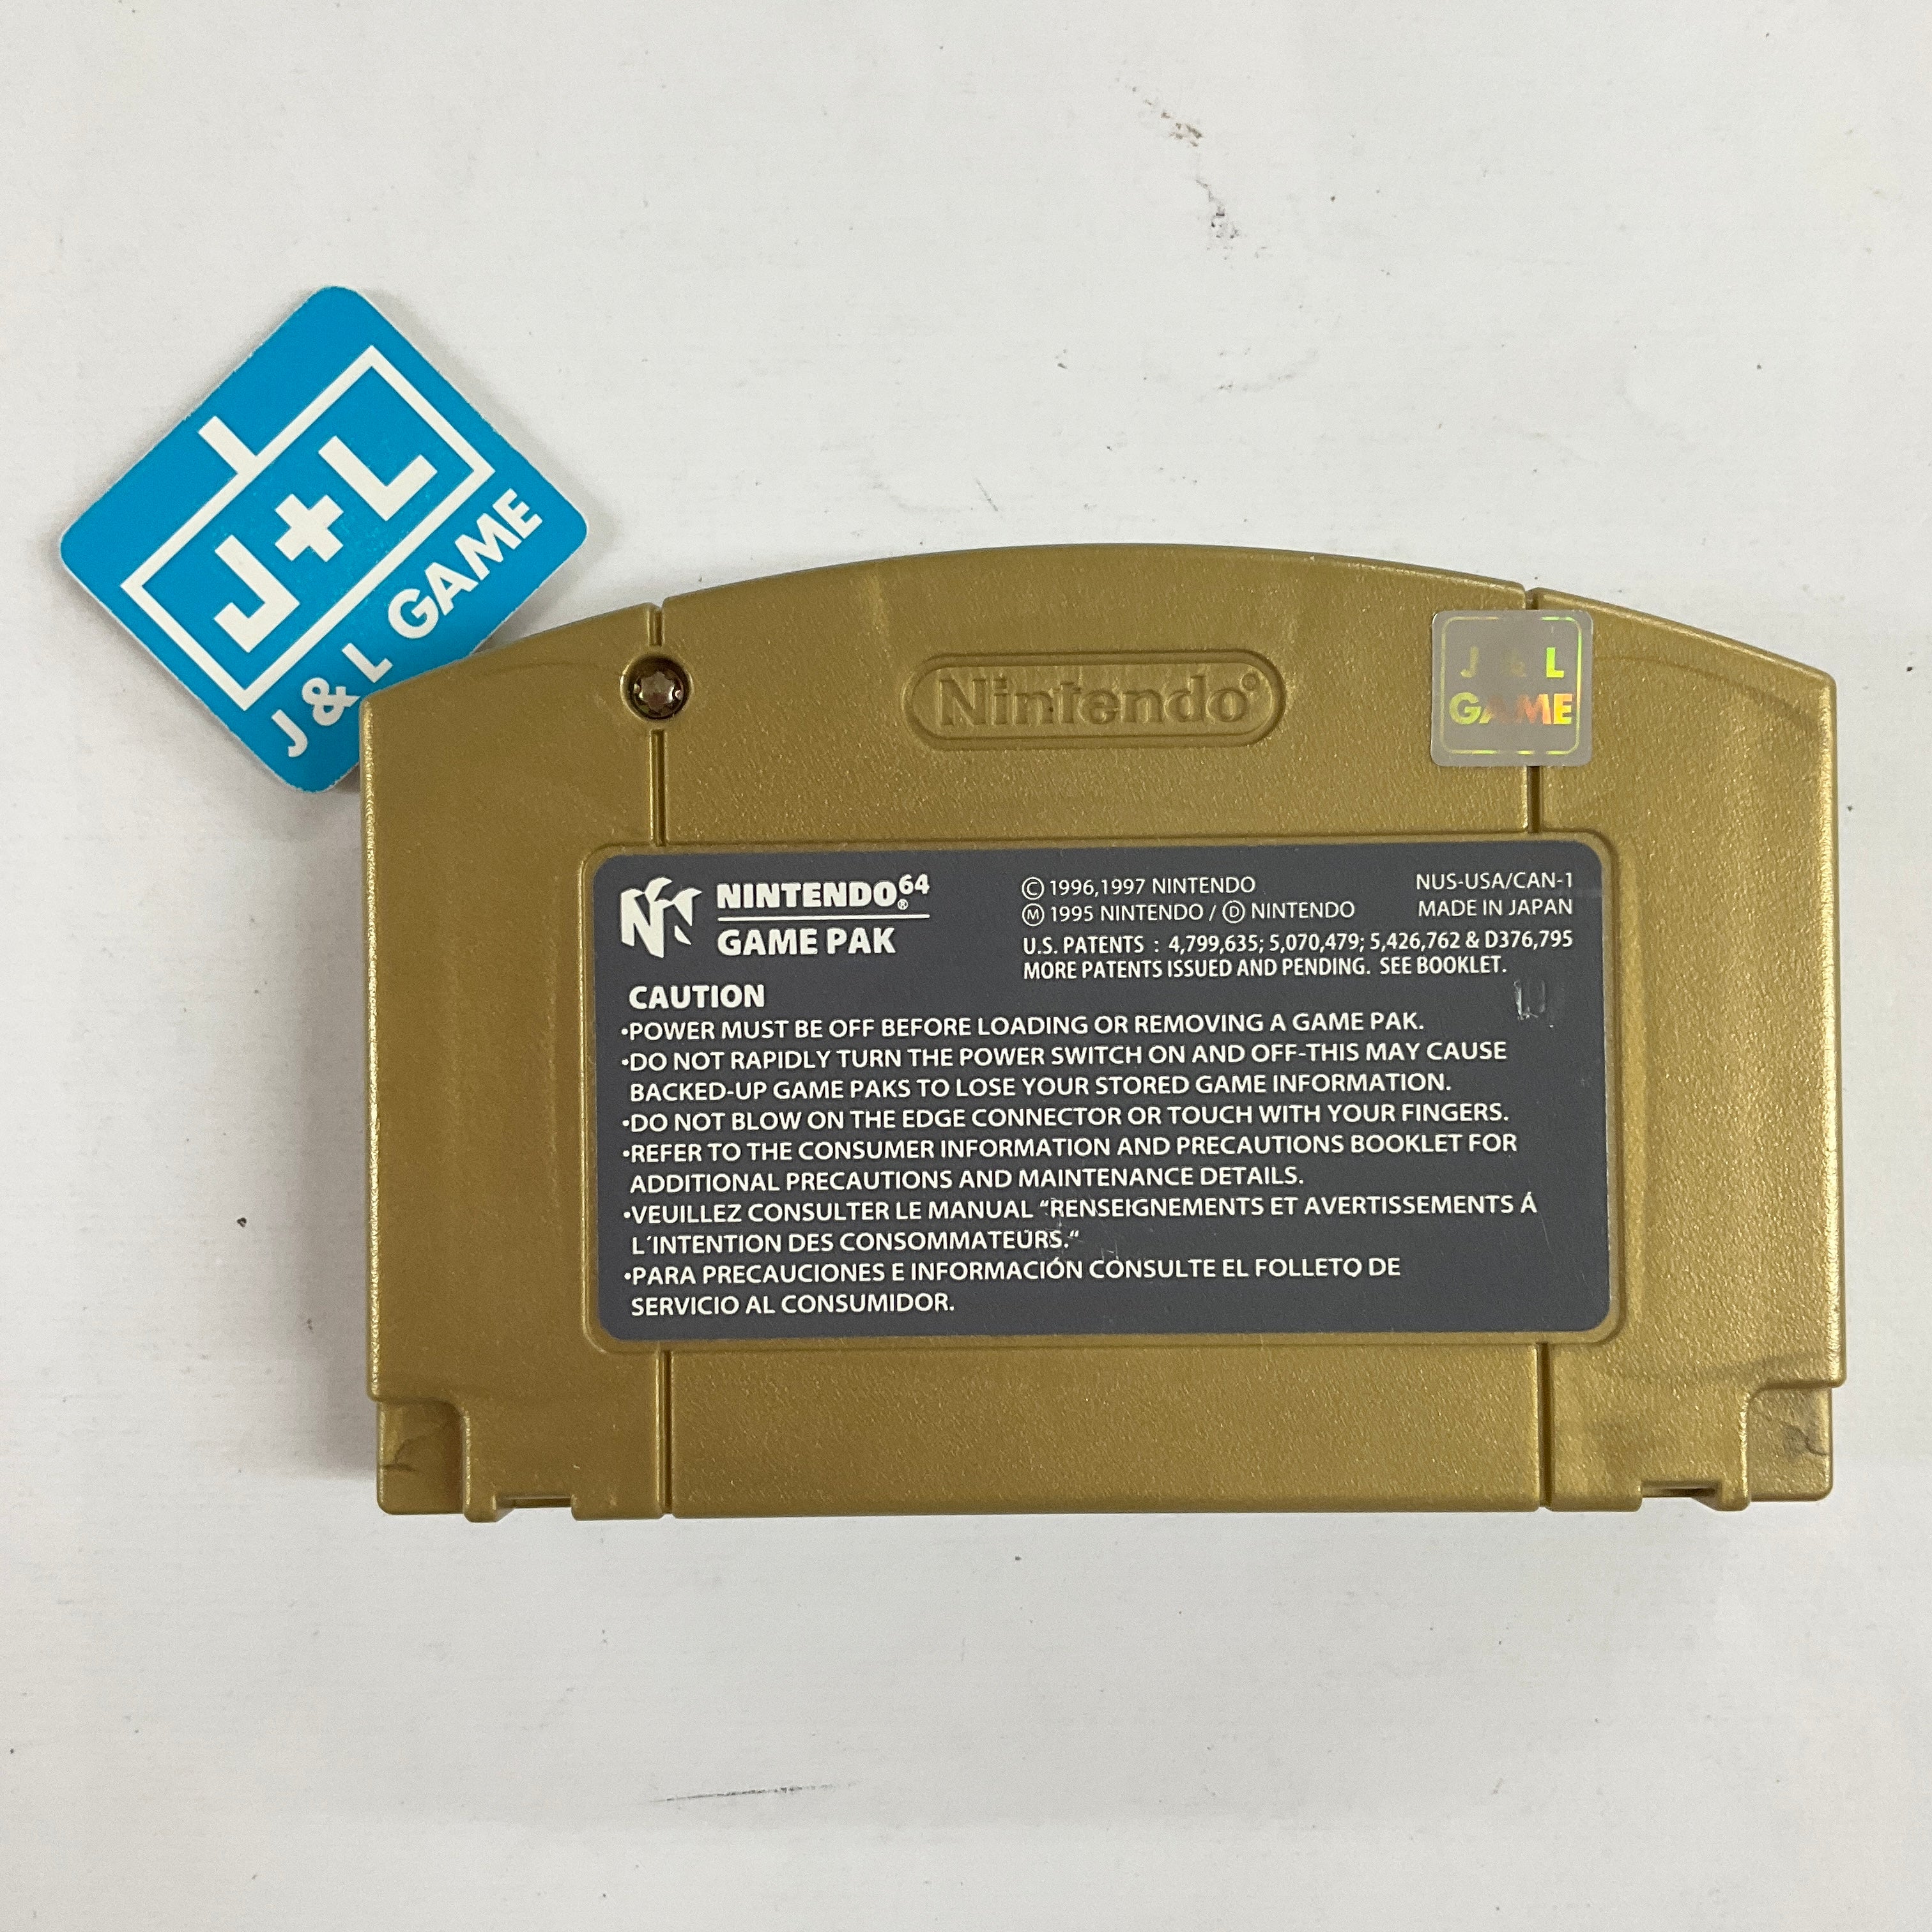 J+L
J & L GAME
Nintendo®
J & L
GAME
NINTENDO⁶⁴®
GAME PAK
© 1996,1997 NINTENDO
Ⓜ 1995 NINTENDO / Ⓓ NINTENDO
NUS-USA/CAN-1
MADE IN JAPAN
U.S. PATENTS : 4,799,635; 5,070,479; 5,426,762 & D376,795
MORE PATENTS ISSUED AND PENDING. SEE BOOKLET.
CAUTION
•POWER MUST BE OFF BEFORE LOADING OR REMOVING A GAME PAK.
•DO NOT RAPIDLY TURN THE POWER SWITCH ON AND OFF-THIS MAY CAUSE
BACKED-UP GAME PAKS TO LOSE YOUR STORED GAME INFORMATION.
•DO NOT BLOW ON THE EDGE CONNECTOR OR TOUCH WITH YOUR FINGERS.
•REFER TO THE CONSUMER INFORMATION AND PRECAUTIONS BOOKLET FOR
ADDITIONAL PRECAUTIONS AND MAINTENANCE DETAILS.
•VEUILLEZ CONSULTER LE MANUAL “RENSEIGNEMENTS ET AVERTISSEMENTS Á
L´INTENTION DES CONSOMMATEURS.“
•PARA PRECAUCIONES E INFORMACIÓN CONSULTE EL FOLLETO DE
SERVICIO AL CONSUMIDOR.